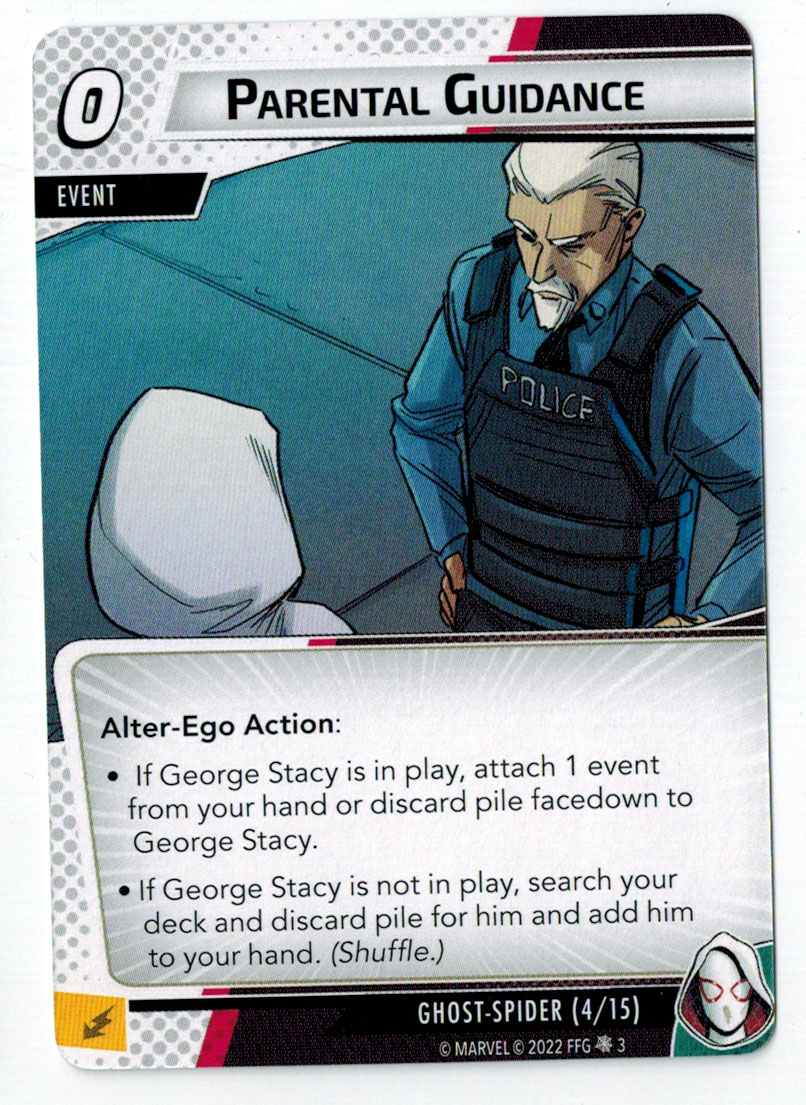 0
PARENTAL GUIDANCE
EVENT
POLICE
Alter-Ego Action:
• If George Stacy is in play, attach 1 event
from your hand or discard pile facedown to
George Stacy.
• If George Stacy is not in play, search your
deck and discard pile for him and add him
to your hand. (Shuffle.)
GHOST-SPIDER (4/15)
© MARVEL © 2022 FFG 3